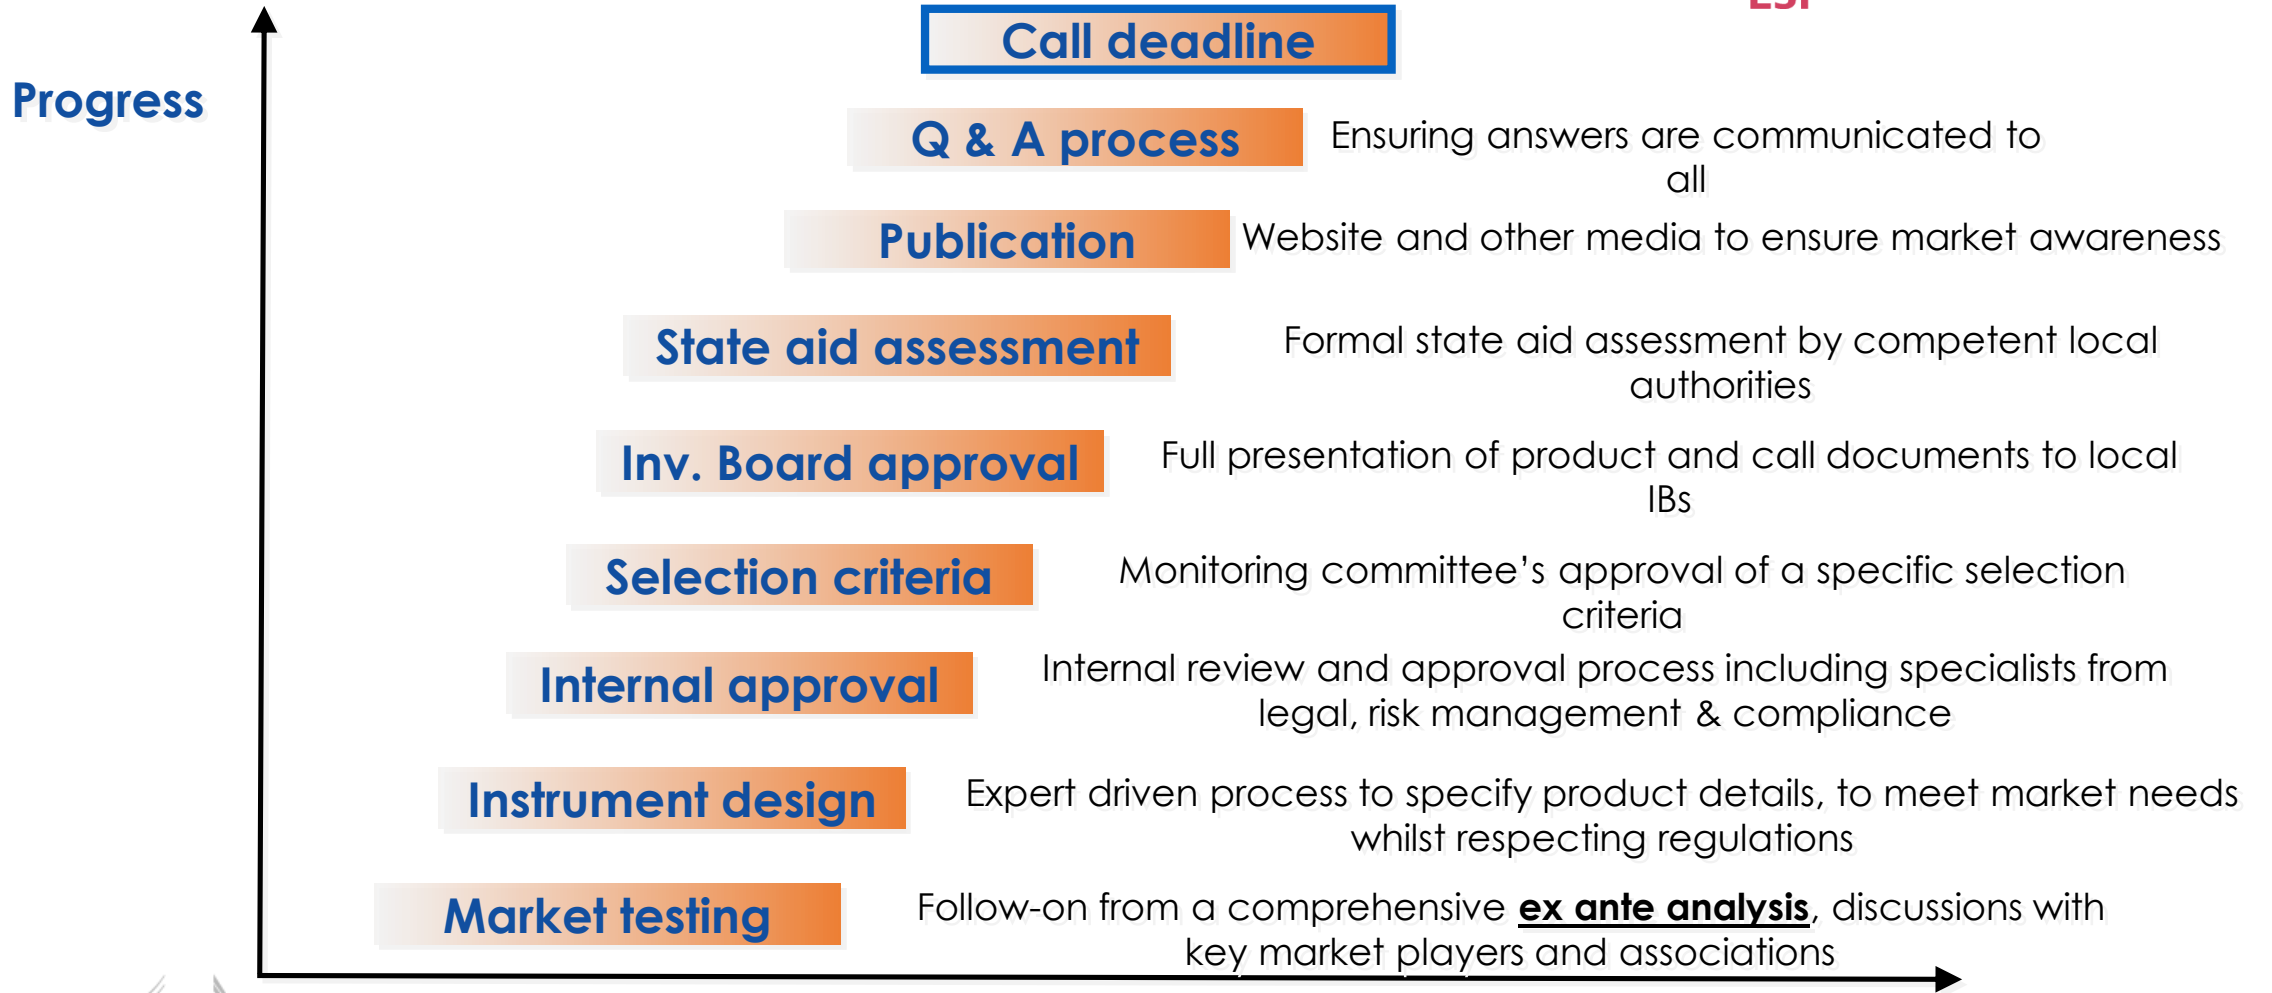 Call deadline
Progress
Q & A process
Ensuring answers are communicated to
all
Publication
Website and other media to ensure market awareness
State aid assessment
Formal state aid assessment by competent local
authorities
Inv. Board approval
Full presentation of product and call documents to local
IBs
Selection criteria
Monitoring committee’s approval of a specific selection
criteria
Internal approval
Internal review and approval process including specialists from
legal, risk management & compliance
Instrument design
Expert driven process to specify product details, to meet market needs
whilst respecting regulations
Market testing
Follow-on from a comprehensive ex ante analysis, discussions with
key market players and associations